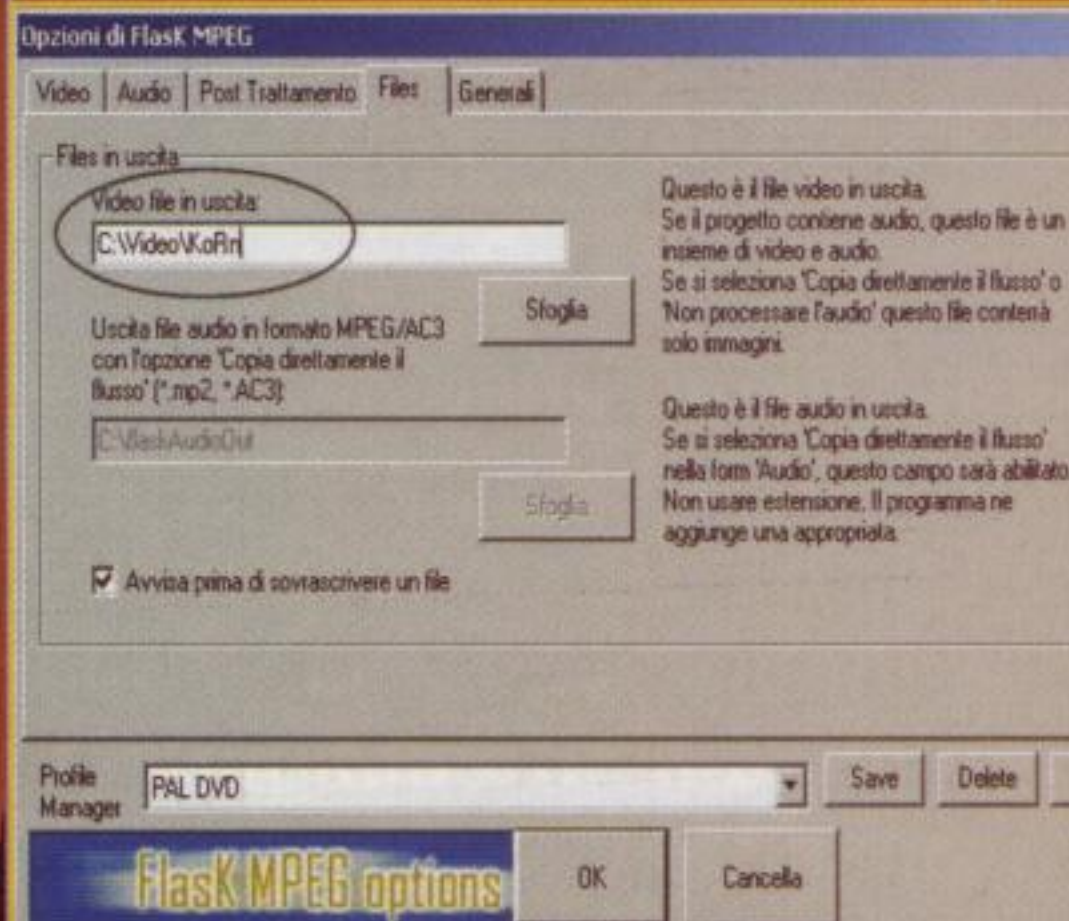 Opzioni di FlasK MPEG
Video Audio Post Trattamento Files Generali
Files in uscita
Video file in uscita:
C:\Video\KoRn
Sfoglia
Uscita file audio in formato MPEG/AC3
con l'opzione 'Copia direttamente il
flusso' (*.mp2, *.AC3):
C:\flaskAudioOut
Sfoglia
Avvisa prima di sovrascrivere un file
Questo è il file video in uscita.
Se il progetto contiene audio, questo file è un
insieme di video e audio.
Se si seleziona 'Copia direttamente il flusso' o
'Non processare l'audio' questo file conterrà
solo immagini.
Questo è il file audio in uscita.
Se si seleziona 'Copia direttamente il flusso'
nella form 'Audio', questo campo sarà abilitato.
Non usare estensione. Il programma ne
aggiunge una appropriata.
Profile
Manager
PAL DVD
Save Delete
FlasK MPEG options
OK Cancella